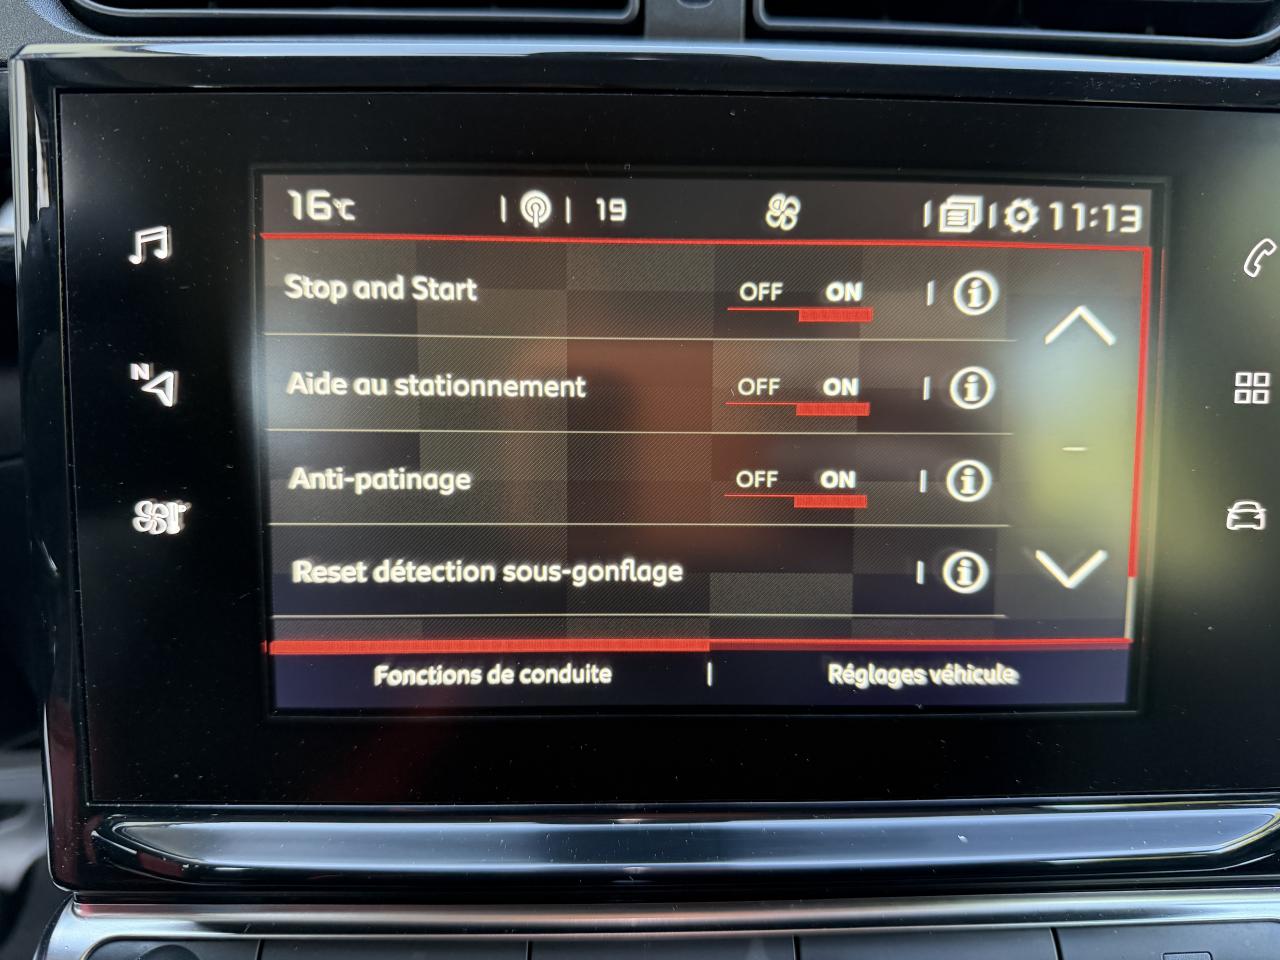 16°C 19 11:13
Stop and Start OFF ON
Aide au stationnement OFF ON
Anti-patinage OFF ON
Reset détection sous-gonflage
Fonctions de conduite Réglages véhicule
N